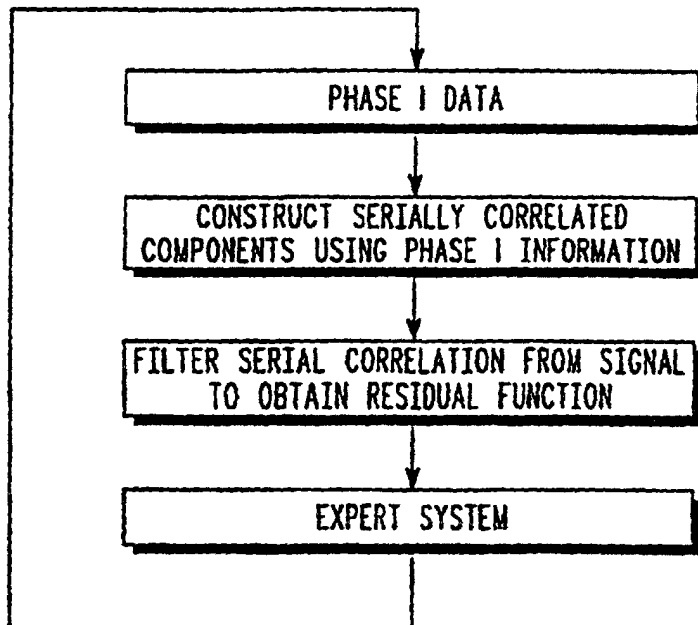 PHASE I DATA
CONSTRUCT SERIALLY CORRELATED
COMPONENTS USING PHASE I INFORMATION
FILTER SERIAL CORRELATION FROM SIGNAL
TO OBTAIN RESIDUAL FUNCTION
EXPERT SYSTEM